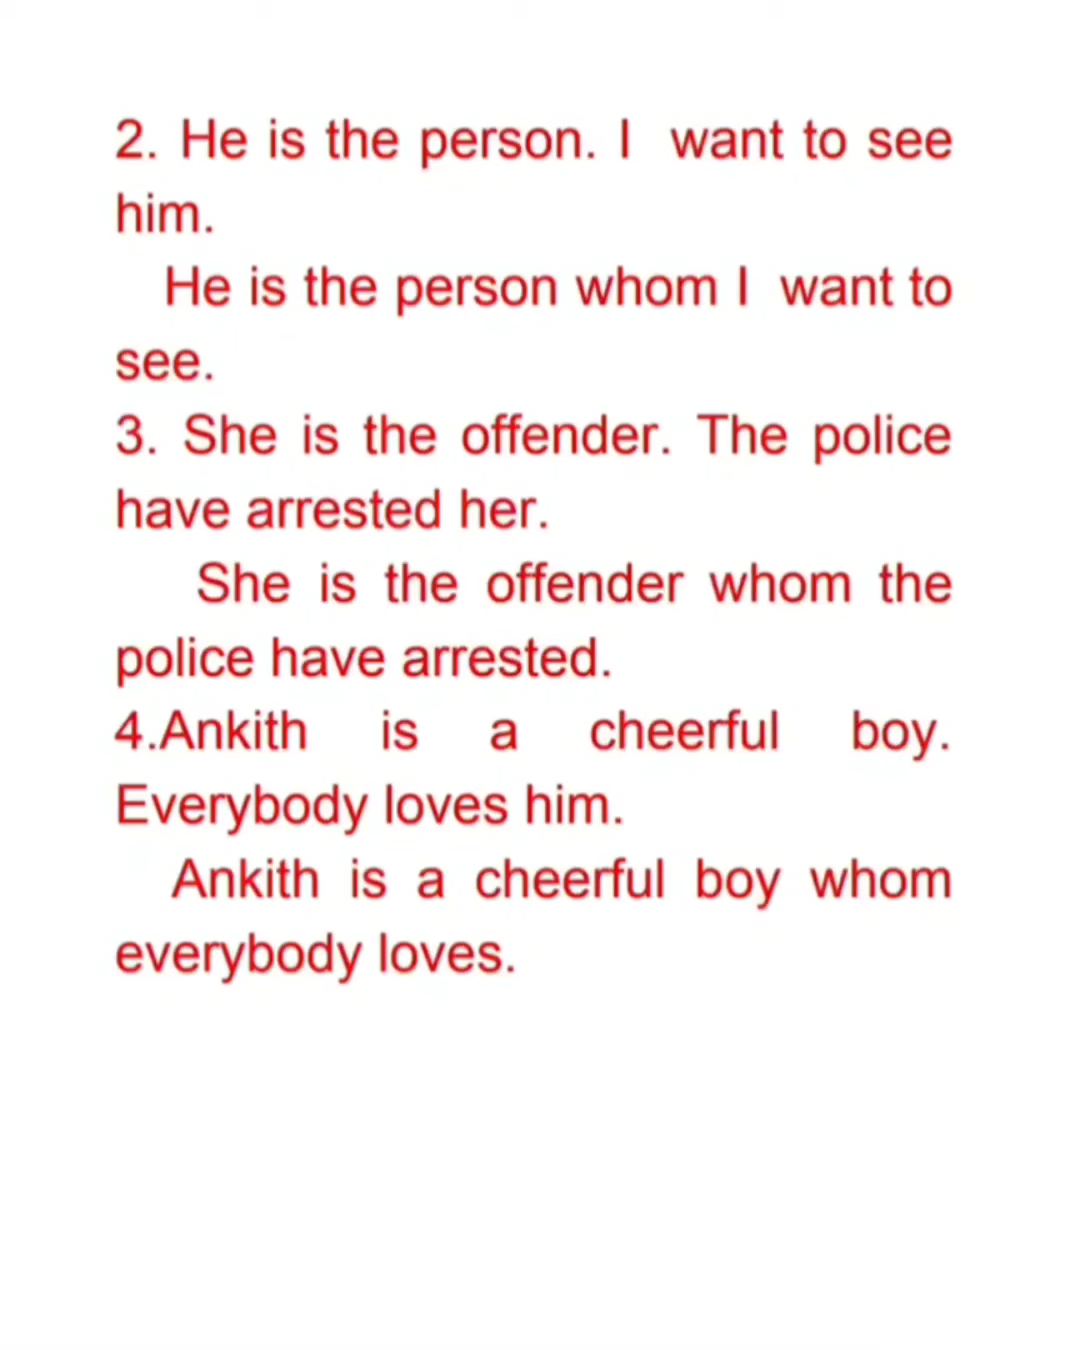 2. He is the person. I want to see
him.
He is the person whom I want to
see.
3. She is the offender. The police
have arrested her.
She is the offender whom the
police have arrested.
4.Ankith is a cheerful boy.
Everybody loves him.
Ankith is a cheerful boy whom
everybody loves.